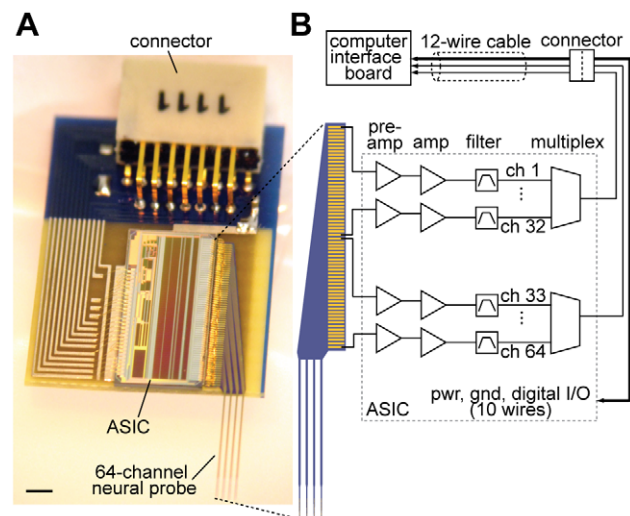 A
connector
ASIC
64-channel
neural probe
B
computer
interface
board
12-wire cable
connector
pre-
amp
amp
filter
multiplex
ch 1
ch 32
ch 33
ch 64
pwr, gnd, digital I/O
(10 wires)
ASIC